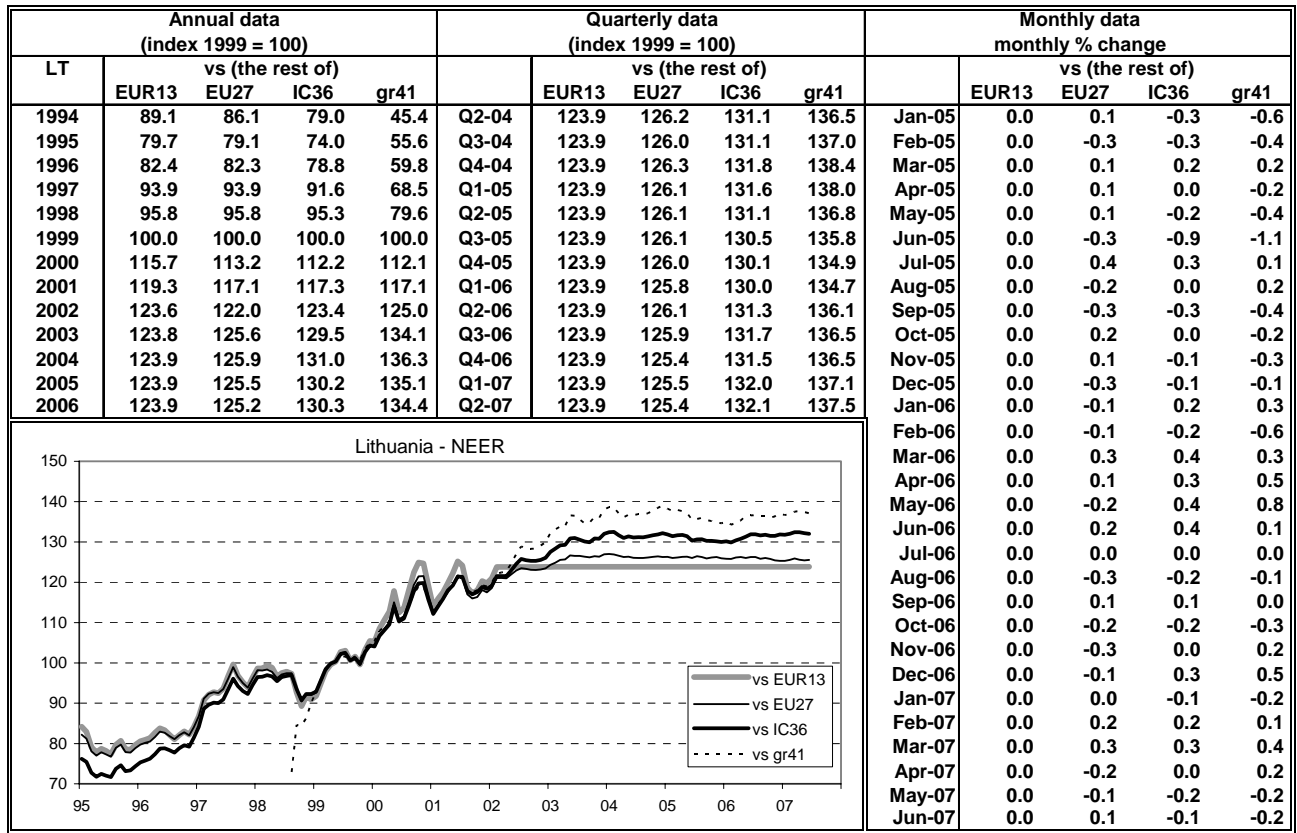 Annual data
(index 1999 = 100)
LT vs (the rest of)
EUR13 EU27 IC36 gr41
1994 89.1 86.1 79.0 45.4
1995 79.7 79.1 74.0 55.6
1996 82.4 82.3 78.8 59.8
1997 93.9 93.9 91.6 68.5
1998 95.8 95.8 95.3 79.6
1999 100.0 100.0 100.0 100.0
2000 115.7 113.2 112.2 112.1
2001 119.3 117.1 117.3 117.1
2002 123.6 122.0 123.4 125.0
2003 123.8 125.6 129.5 134.1
2004 123.9 125.9 131.0 136.3
2005 123.9 125.5 130.2 135.1
2006 123.9 125.2 130.3 134.4
Quarterly data
(index 1999 = 100)
vs (the rest of)
EUR13 EU27 IC36 gr41
Q2-04 123.9 126.2 131.1 136.5
Q3-04 123.9 126.0 131.1 137.0
Q4-04 123.9 126.3 131.8 138.4
Q1-05 123.9 126.1 131.6 138.0
Q2-05 123.9 126.1 131.1 136.8
Q3-05 123.9 126.1 130.5 135.8
Q4-05 123.9 126.0 130.1 134.9
Q1-06 123.9 125.8 130.0 134.7
Q2-06 123.9 126.1 131.3 136.1
Q3-06 123.9 125.9 131.7 136.5
Q4-06 123.9 125.4 131.5 136.5
Q1-07 123.9 125.5 132.0 137.1
Q2-07 123.9 125.4 132.1 137.5
Monthly data
monthly % change
vs (the rest of)
EUR13 EU27 IC36 gr41
Jan-05 0.0 0.1 -0.3 -0.6
Feb-05 0.0 -0.3 -0.3 -0.4
Mar-05 0.0 0.1 0.2 0.2
Apr-05 0.0 0.1 0.0 -0.2
May-05 0.0 0.1 -0.2 -0.4
Jun-05 0.0 -0.3 -0.9 -1.1
Jul-05 0.0 0.4 0.3 0.1
Aug-05 0.0 -0.2 0.0 0.2
Sep-05 0.0 -0.3 -0.3 -0.4
Oct-05 0.0 0.2 0.0 -0.2
Nov-05 0.0 0.1 -0.1 -0.3
Dec-05 0.0 -0.3 -0.1 -0.1
Jan-06 0.0 -0.1 0.2 0.3
Feb-06 0.0 -0.1 -0.2 -0.6
Mar-06 0.0 0.3 0.4 0.3
Apr-06 0.0 0.1 0.3 0.5
May-06 0.0 -0.2 0.4 0.8
Jun-06 0.0 0.2 0.4 0.1
Jul-06 0.0 0.0 0.0 0.0
Aug-06 0.0 -0.3 -0.2 -0.1
Sep-06 0.0 0.1 0.1 0.0
Oct-06 0.0 -0.2 -0.2 -0.3
Nov-06 0.0 -0.3 0.0 0.2
Dec-06 0.0 -0.1 0.3 0.5
Jan-07 0.0 0.0 -0.1 -0.2
Feb-07 0.0 0.2 0.2 0.1
Mar-07 0.0 0.3 0.3 0.4
Apr-07 0.0 -0.2 0.0 0.2
May-07 0.0 -0.1 -0.2 -0.2
Jun-07 0.0 0.1 -0.1 -0.2
Lithuania - NEER
150
140
130
120
110
100
90
80
70
95 96 97 98 99 00 01 02 03 04 05 06 07
vs EUR13
vs EU27
vs IC36
vs gr41